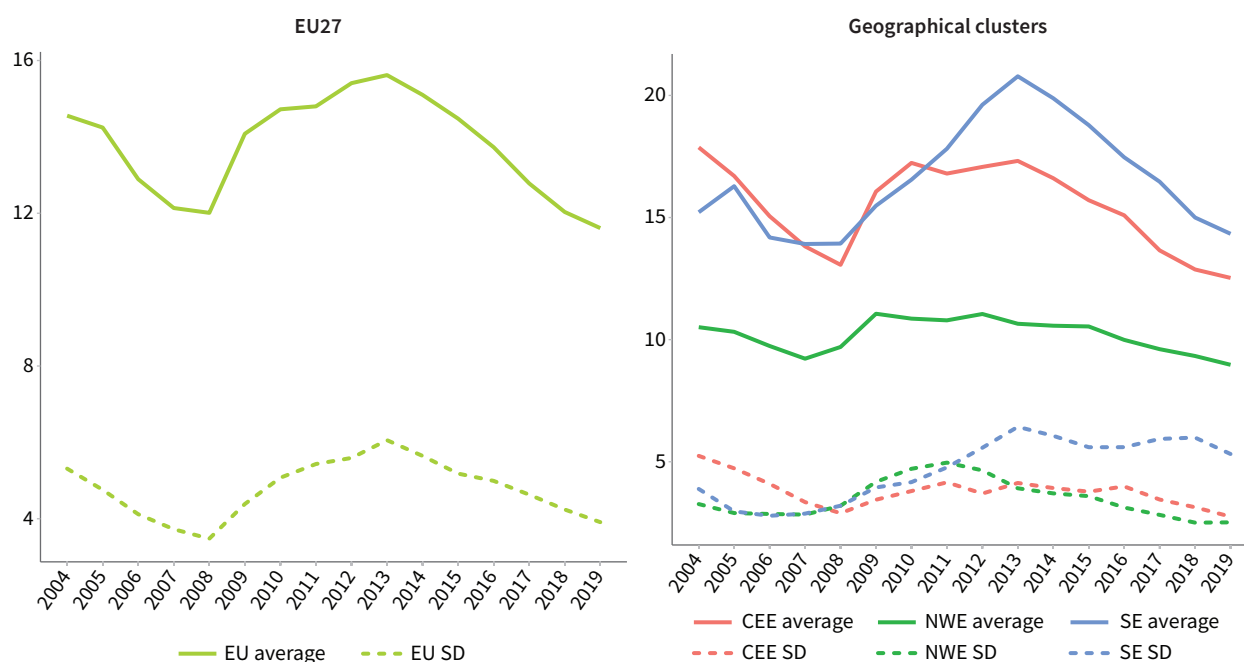 EU27
16
12
8
4
2004 2005 2006 2007 2008 2009 2010 2011 2012 2013 2014 2015 2016 2017 2018 2019
EU average EU SD
Geographical clusters
20
15
10
5
2004 2005 2006 2007 2008 2009 2010 2011 2012 2013 2014 2015 2016 2017 2018 2019
CEE average NWE average SE average
CEE SD NWE SD SE SD